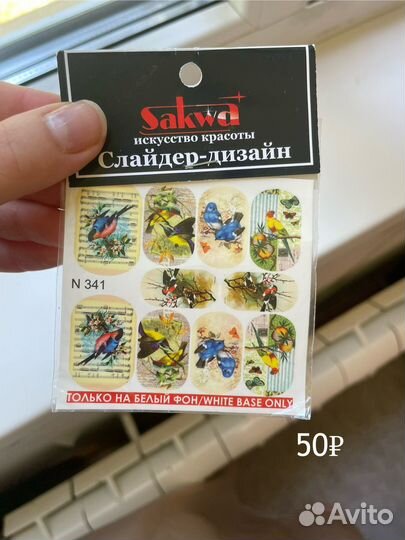 Sakwa
искусство красоты
Слайдер-дизайн
N 341
ТОЛЬКО НА БЕЛЫЙ ФОН/WHITE BASE ONLY
50₽
Avito